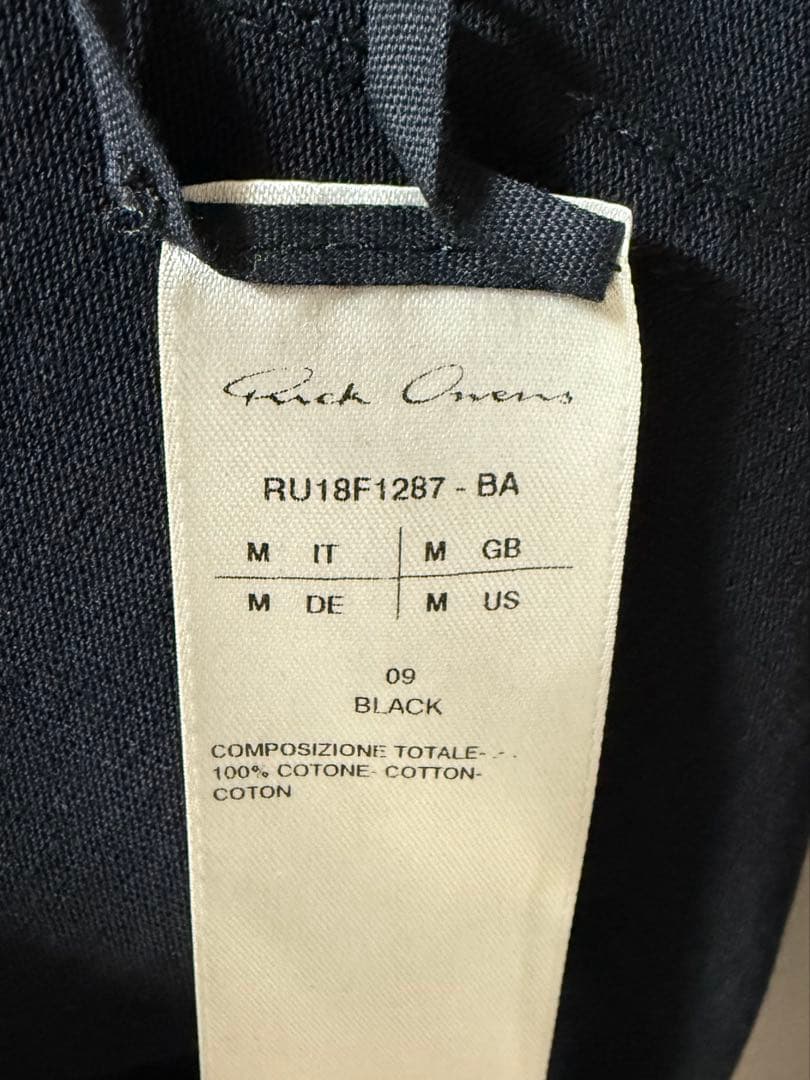 Rick Owens
RU18F1287 - BA
M IT M GB
M DE M US
09
BLACK
COMPOSIZIONE TOTALE- - -
100% COTONE- COTTON-
COTON